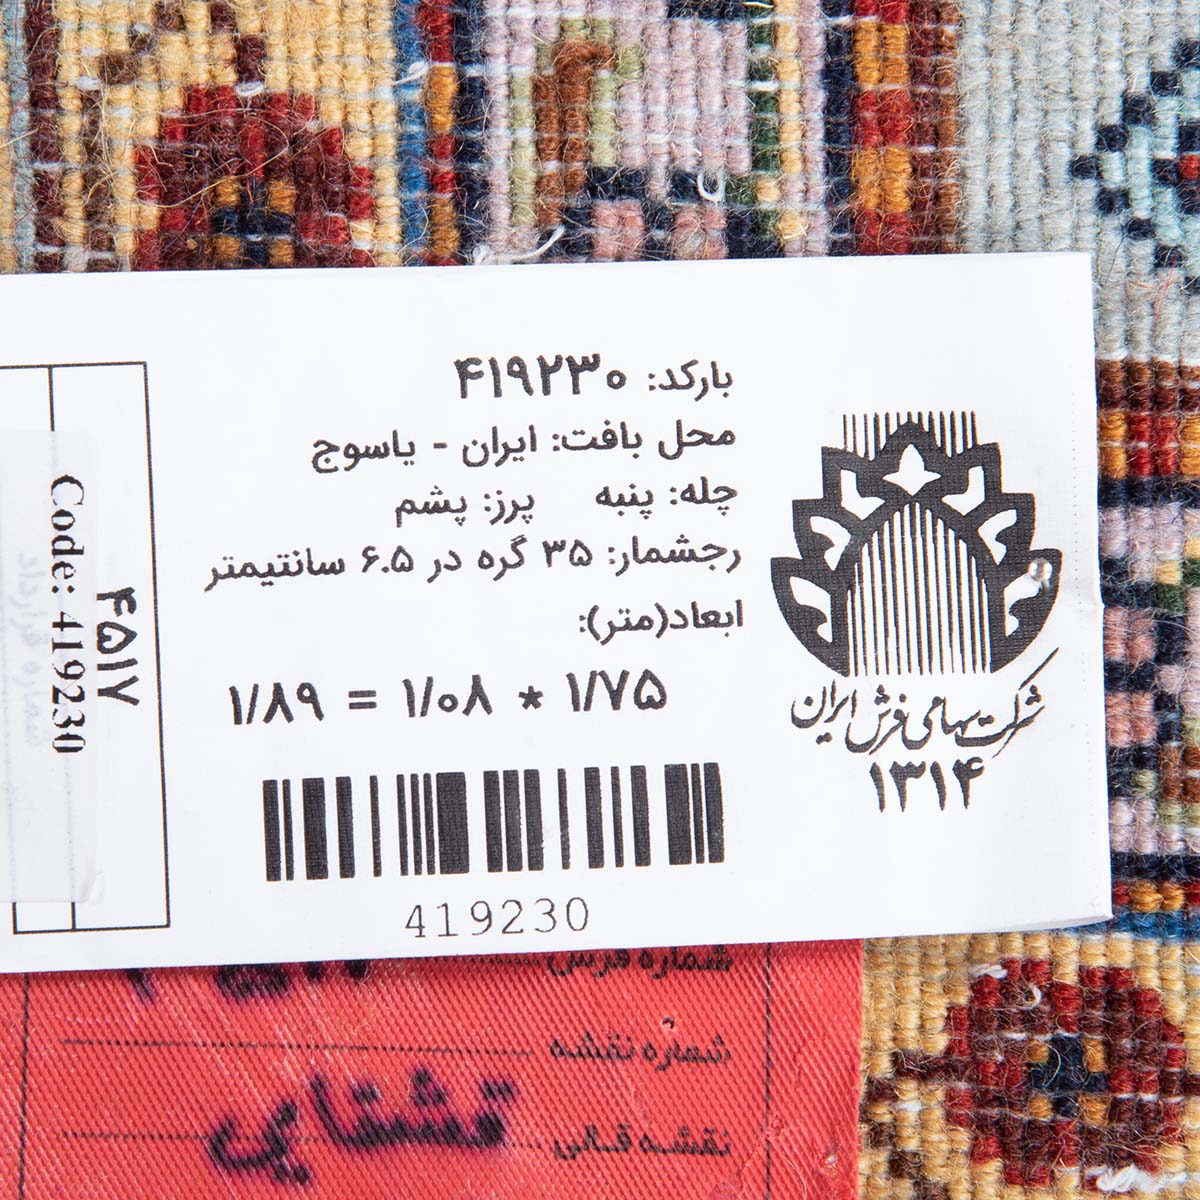 بارکد: ۴۱۹۲۳۰
محل بافت: ایران - یاسوج
چله: پنبه پرز: پشم
رجشمار: ۳۵ گره در ۶.۵ سانتیمتر
ابعاد(متر):
۱/۷۵ * ۱/۰۸ = ۱/۸۹
419230
شرکت سهامی فرش ایران
۱۳۱۴
۴۵۱۷
Code: 419230
شماره فرش
شماره نقشه
نقشه قالی قشقایی